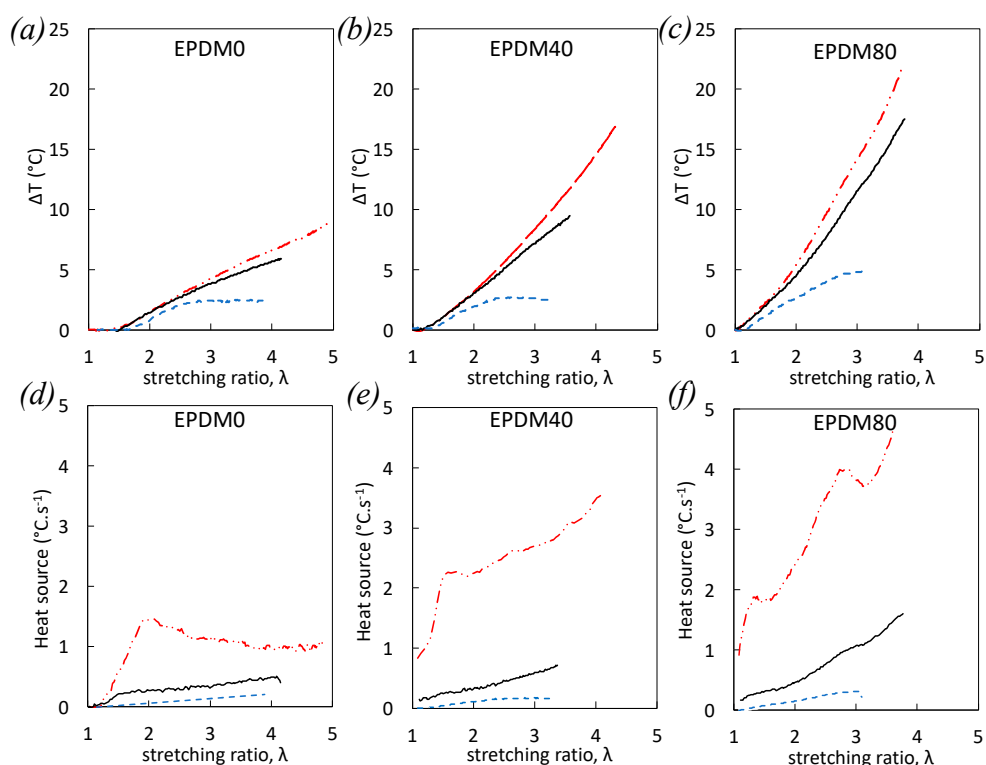 (a)
EPDM0
25
20
15
10
5
0
ΔT (°C)
1 2 3 4 5
stretching ratio, λ
(b)
EPDM40
25
20
15
10
5
0
ΔT (°C)
1 2 3 4 5
stretching ratio, λ
(c)
EPDM80
25
20
15
10
5
0
ΔT (°C)
1 2 3 4 5
stretching ratio, λ
(d)
EPDM0
5
4
3
2
1
0
Heat source (°C.s-1)
1 2 3 4 5
stretching ratio, λ
(e)
EPDM40
5
4
3
2
1
0
Heat source (°C.s-1)
1 2 3 4 5
stretching ratio, λ
(f)
EPDM80
5
4
3
2
1
0
Heat source (°C.s-1)
1 2 3 4 5
stretching ratio, λ